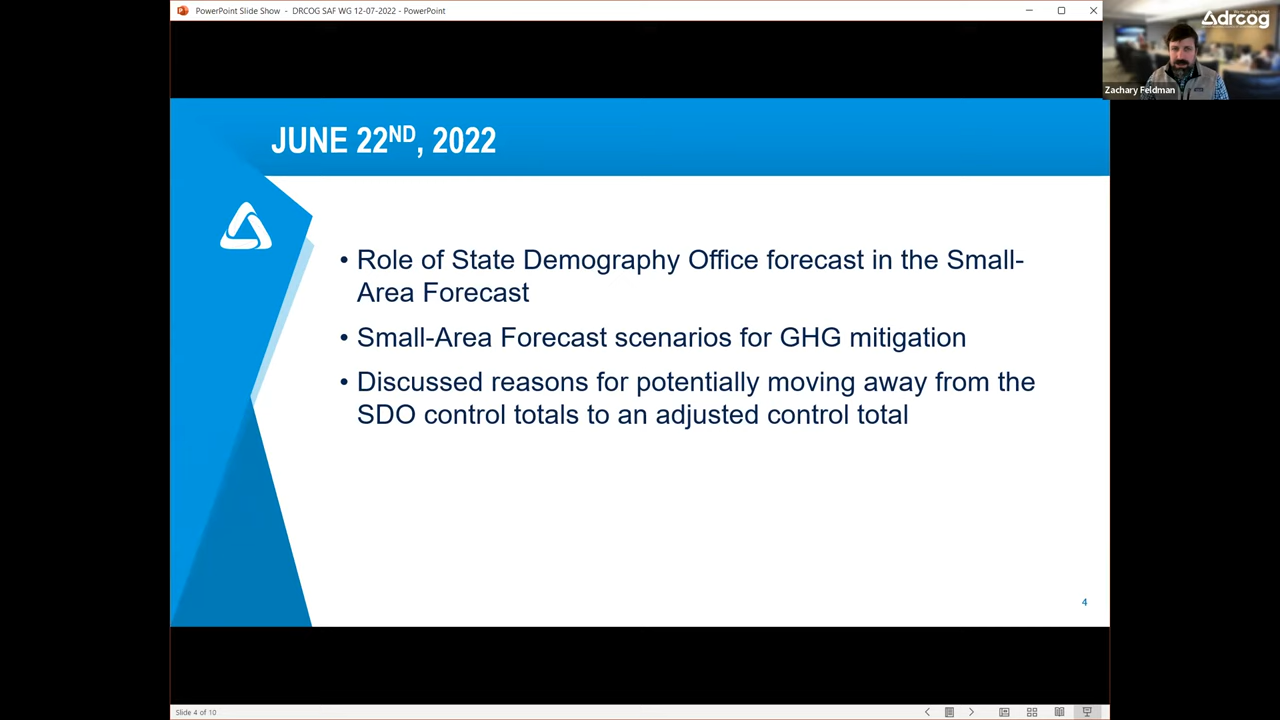 PowerPoint Slide Show - DRCOG SAF WG 12-07-2022 - PowerPoint
drcog
Zachary Feldman
JUNE 22ND, 2022
• Role of State Demography Office forecast in the Small-
Area Forecast
• Small-Area Forecast scenarios for GHG mitigation
• Discussed reasons for potentially moving away from the
SDO control totals to an adjusted control total
4
Slide 4 of 10